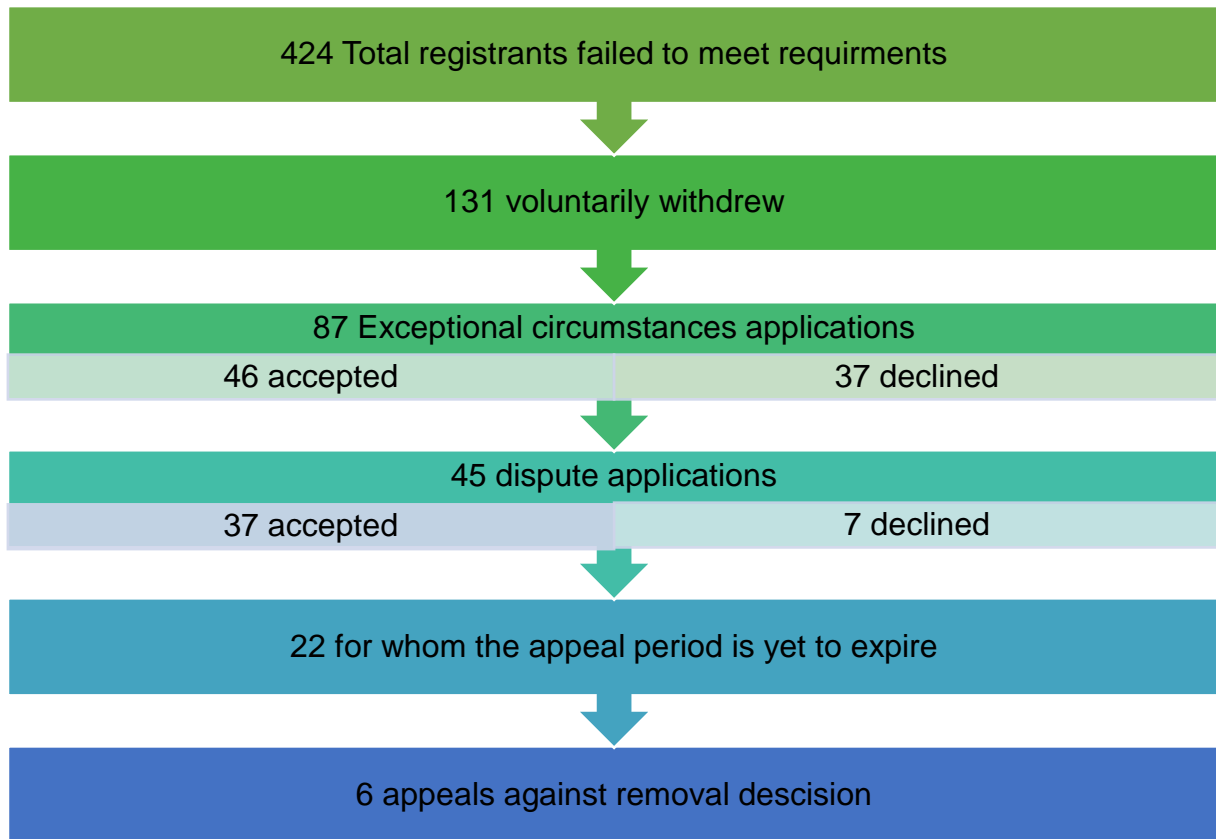 424 Total registrants failed to meet requirments
131 voluntarily withdrew
87 Exceptional circumstances applications
46 accepted
37 declined
45 dispute applications
37 accepted
7 declined
22 for whom the appeal period is yet to expire
6 appeals against removal descision